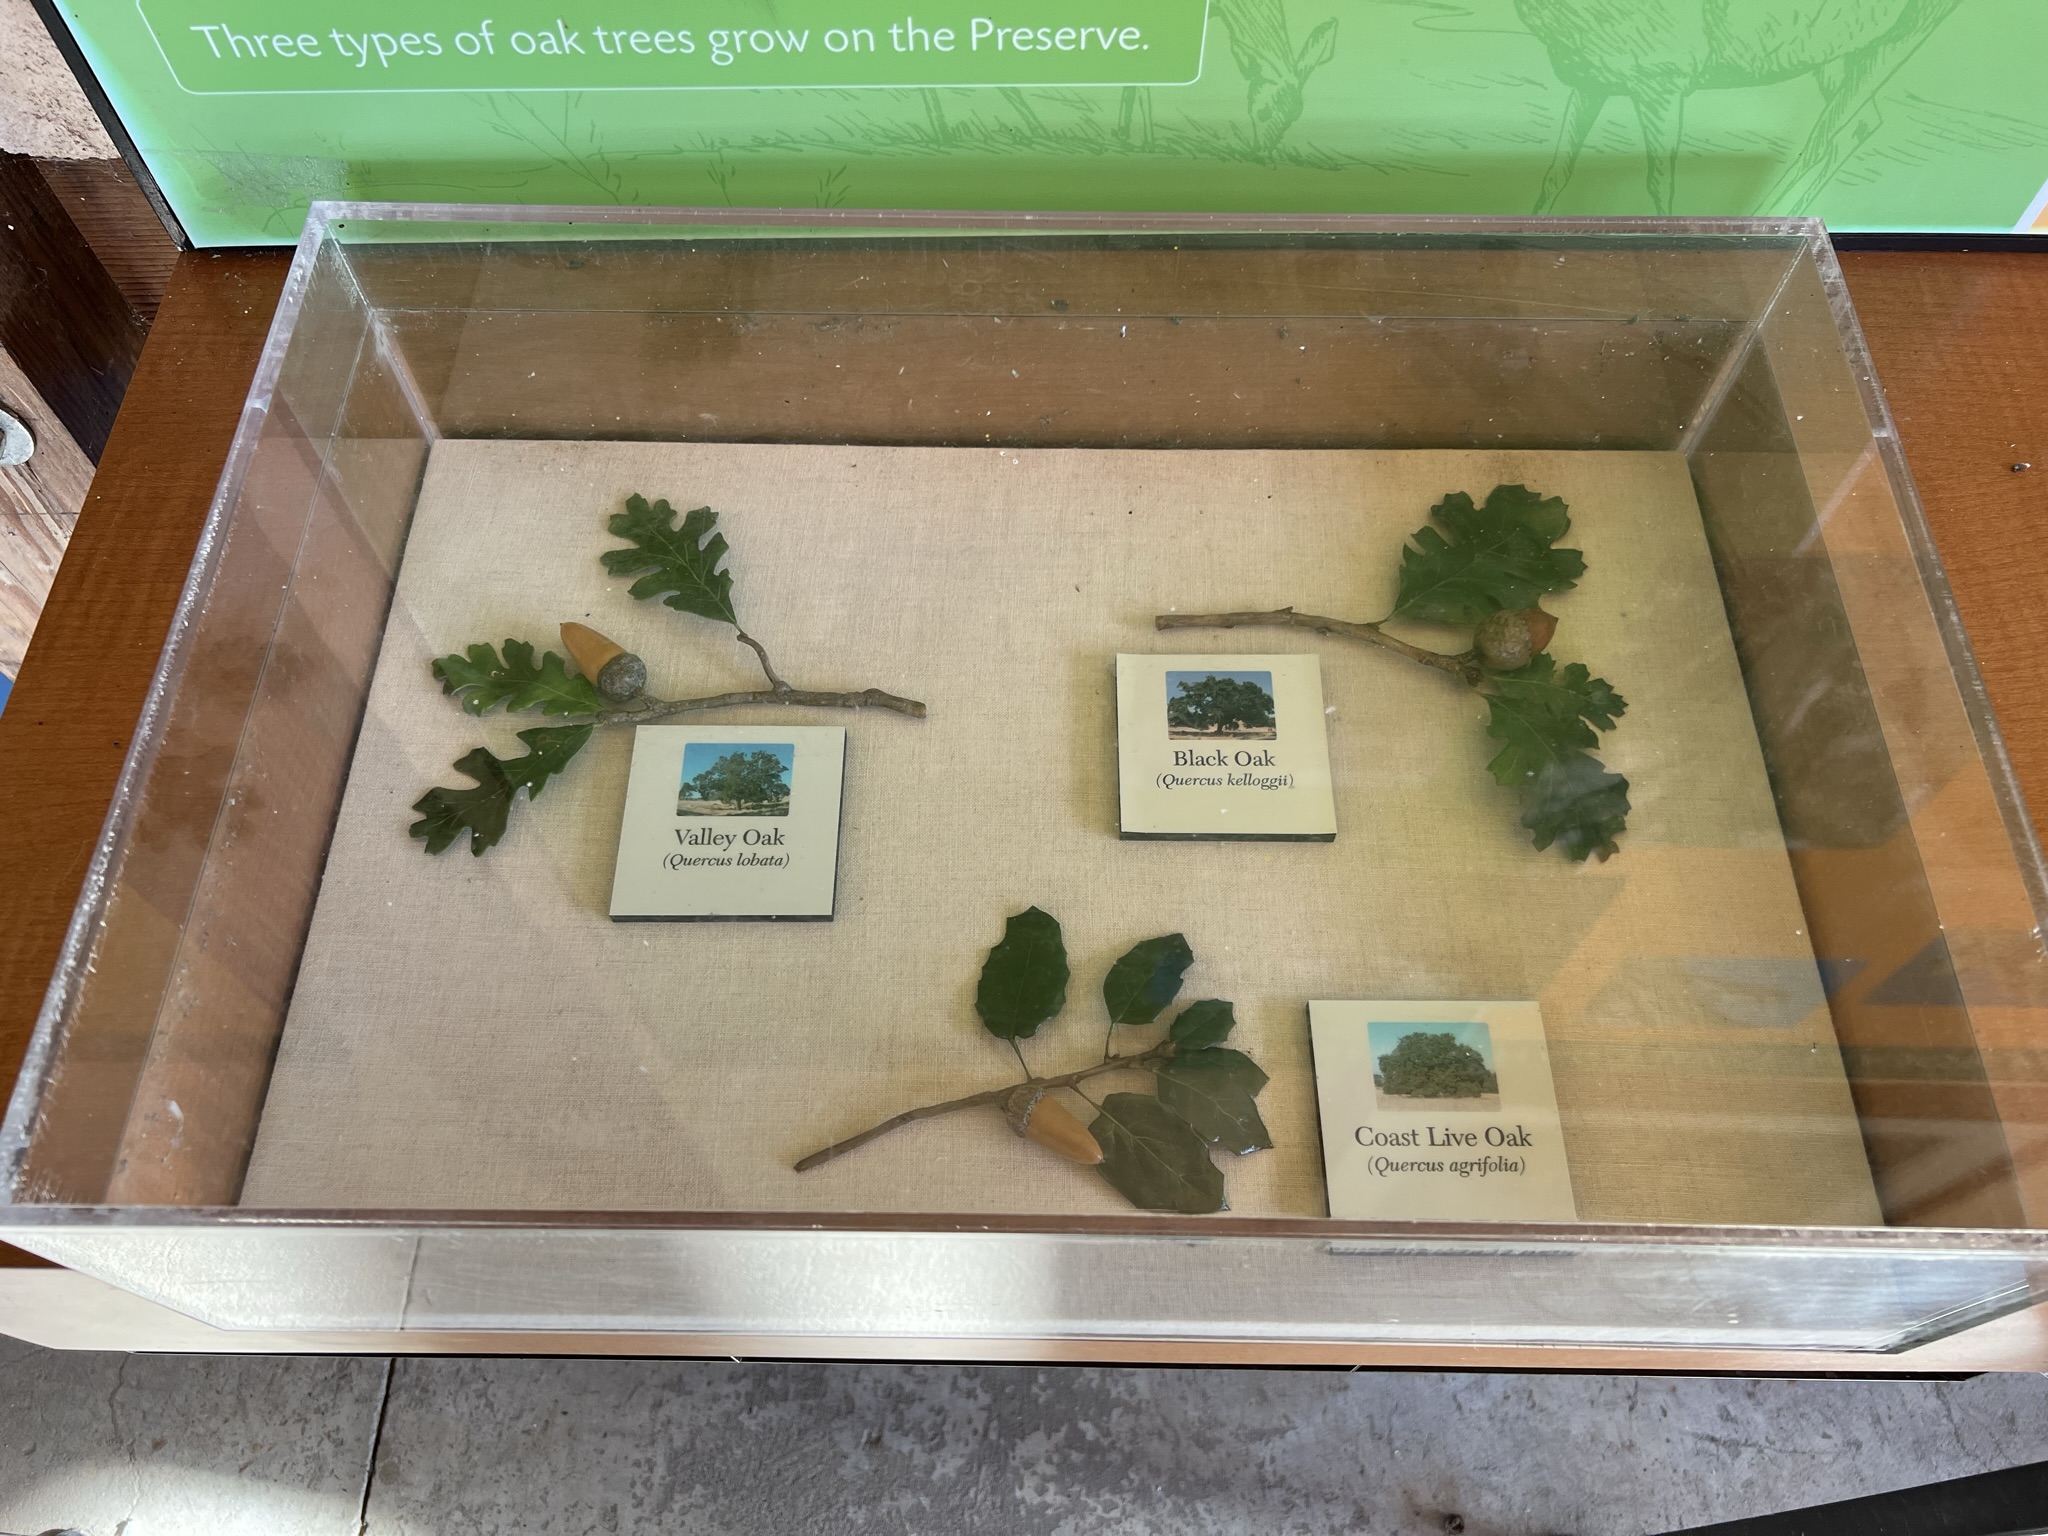 Three types of oak trees grow on the Preserve.
Valley Oak
(Quercus lobata)
Black Oak
(Quercus kelloggii)
Coast Live Oak
(Quercus agrifolia)